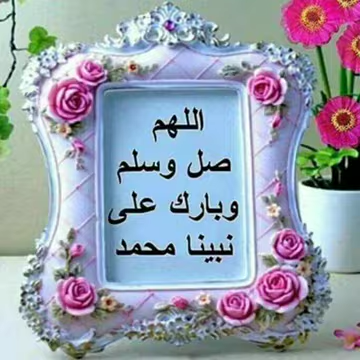 اللهم
صل وسلم
وبارك على
نبينا محمد